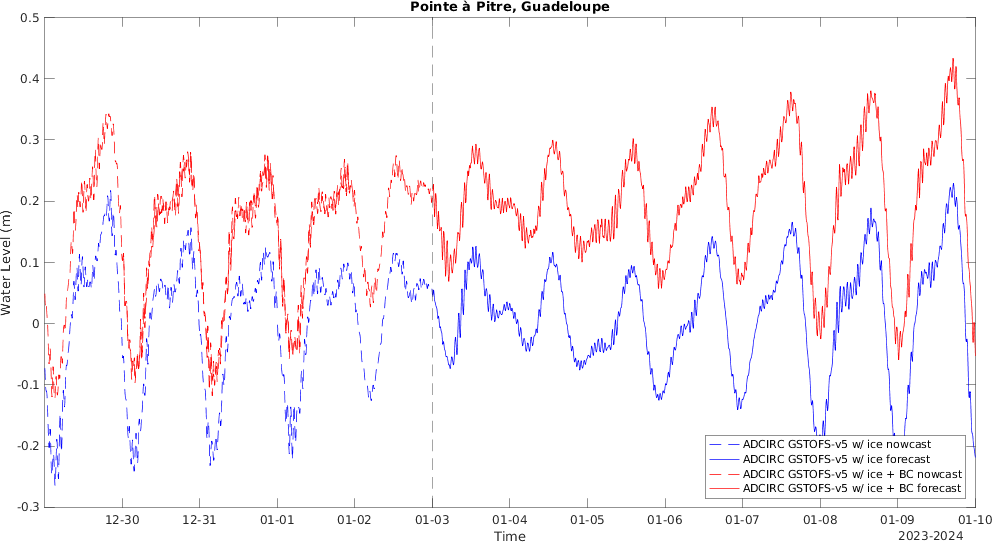 Pointe à Pitre, Guadeloupe
0.5
0.4
0.3
0.2
0.1
0
-0.1
-0.2
-0.3
Water Level (m)
12-30 12-31 01-01 01-02 01-03 01-04 01-05 01-06 01-07 01-08 01-09 01-10
Time
2023-2024
ADCIRC GSTOFS-v5 w/ ice nowcast
ADCIRC GSTOFS-v5 w/ ice forecast
ADCIRC GSTOFS-v5 w/ ice + BC nowcast
ADCIRC GSTOFS-v5 w/ ice + BC forecast